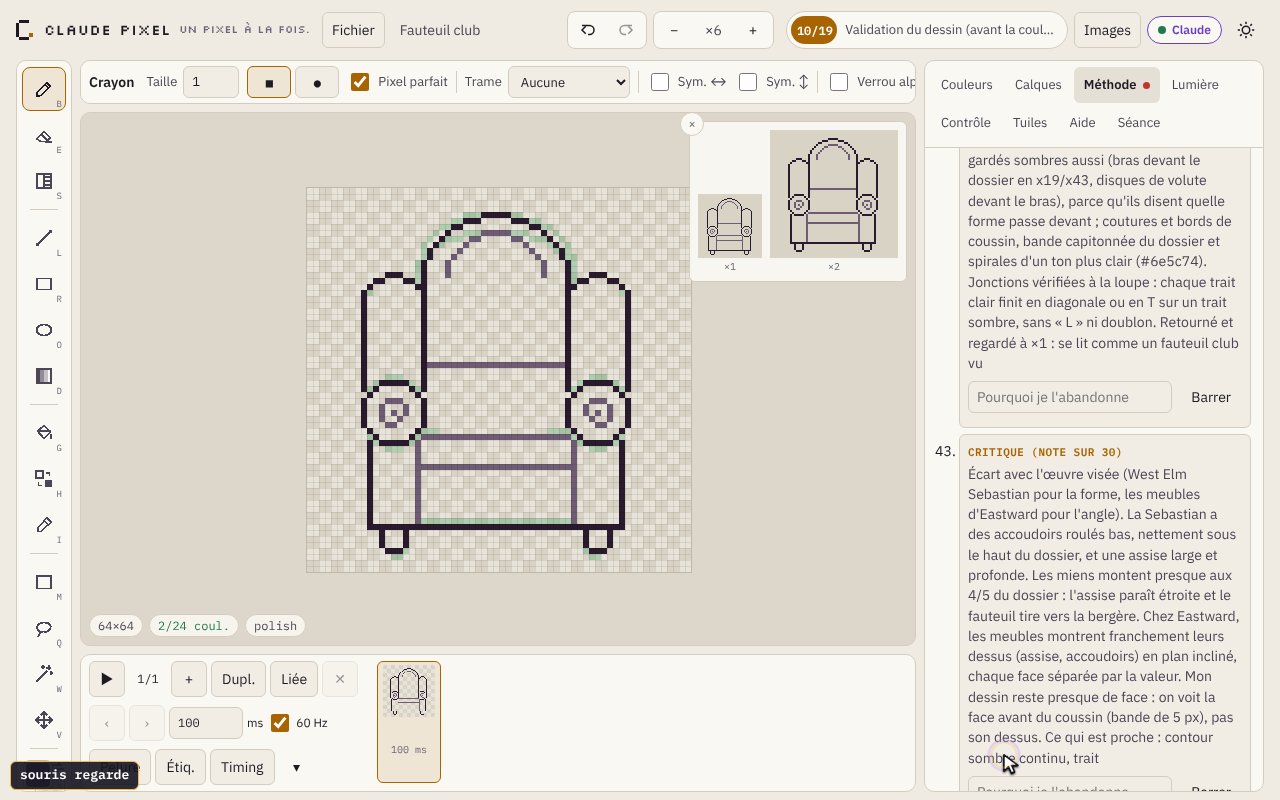 CLAUDE PIXEL UN PIXEL À LA FOIS. Fichier Fauteuil club − ×6 + 10/19 Validation du dessin (avant la coul… Images Claude
Crayon Taille 1 Pixel parfait Trame Aucune Sym. ↔ Sym. ↕ Verrou alp
B
E
S
L
R
O
D
G
H
I
M
Q
W
V
×
×1
×2
64×64 2/24 coul. polish
1/1 + Dupl. Liée ×
‹ › 100 ms 60 Hz
Étiq. Timing ▼
100 ms
souris regarde
Couleurs Calques Méthode Lumière
Contrôle Tuiles Aide Séance
gardés sombres aussi (bras devant le
dossier en x19/x43, disques de volute
devant le bras), parce qu'ils disent quelle
forme passe devant ; coutures et bords de
coussin, bande capitonnée du dossier et
spirales d'un ton plus clair (#6e5c74).
Jonctions vérifiées à la loupe : chaque trait
clair finit en diagonale ou en T sur un trait
sombre, sans « L » ni doublon. Retourné et
regardé à ×1 : se lit comme un fauteuil club
vu
Pourquoi je l'abandonne Barrer
43. CRITIQUE (NOTE SUR 30)
Écart avec l'œuvre visée (West Elm
Sebastian pour la forme, les meubles
d'Eastward pour l'angle). La Sebastian a
des accoudoirs roulés bas, nettement sous
le haut du dossier, et une assise large et
profonde. Les miens montent presque aux
4/5 du dossier : l'assise paraît étroite et le
fauteuil tire vers la bergère. Chez Eastward,
les meubles montrent franchement leurs
dessus (assise, accoudoirs) en plan incliné,
chaque face séparée par la valeur. Mon
dessin reste presque de face : on voit la
face avant du coussin (bande de 5 px), pas
son dessus. Ce qui est proche : contour
sombre continu, trait
Pourquoi je l'abandonne Barrer